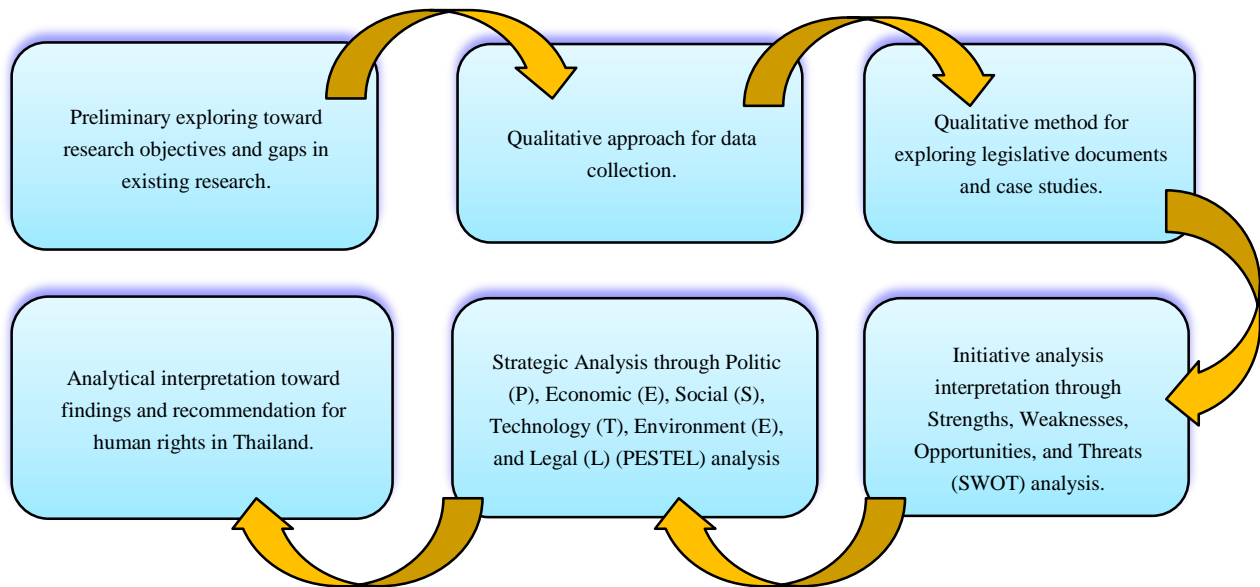 Preliminary exploring toward
research objectives and gaps in
existing research.
Qualitative approach for data
collection.
Qualitative method for
exploring legislative documents
and case studies.
Initiative analysis
interpretation through
Strengths, Weaknesses,
Opportunities, and Threats
(SWOT) analysis.
Strategic Analysis through Politic
(P), Economic (E), Social (S),
Technology (T), Environment (E),
and Legal (L) (PESTEL) analysis
Analytical interpretation toward
findings and recommendation for
human rights in Thailand.